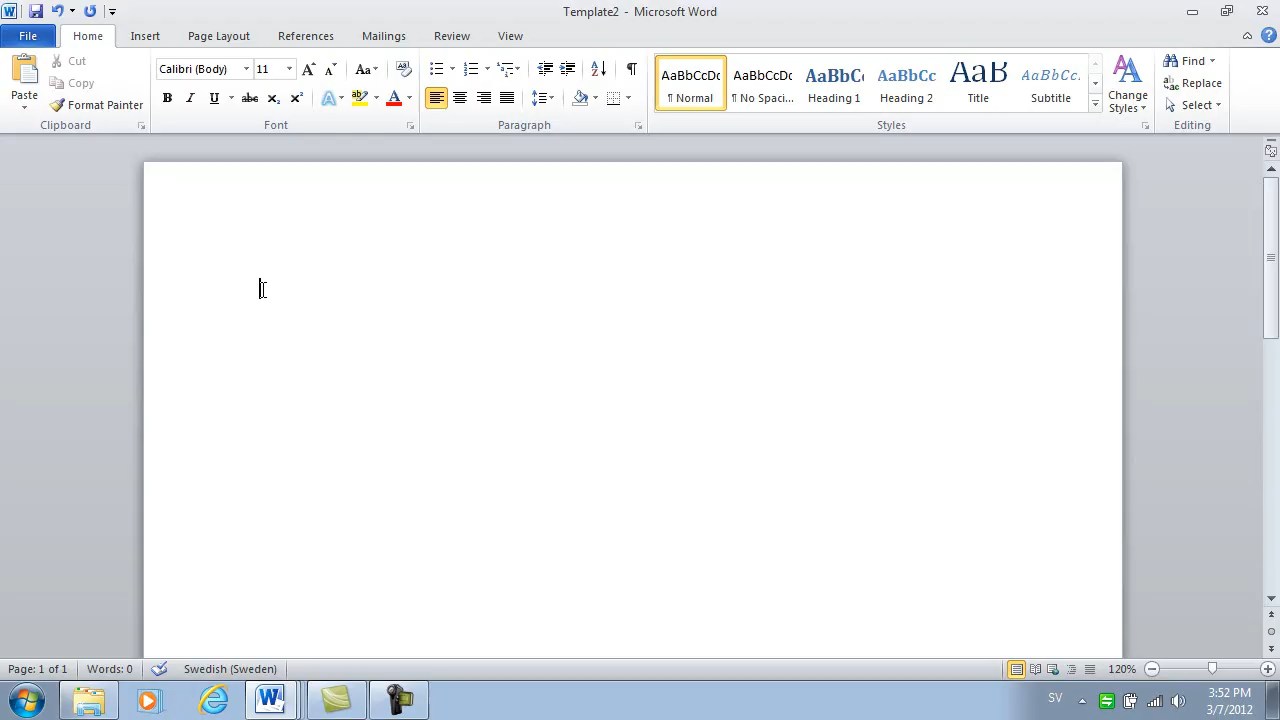 Template2 - Microsoft Word
File Home Insert Page Layout References Mailings Review View
Paste
Cut
Copy
Format Painter
Calibri (Body) 11
AaBbCcDc AaBbCcDc AaBbCc AaBbCc AaB AaBbCc.
¶ Normal ¶ No Spaci... Heading 1 Heading 2 Title Subtitle
Change
Styles
Find
Replace
Select
Clipboard Font Paragraph Styles Editing
Page: 1 of 1 Words: 0 Swedish (Sweden) 120%
SV 3:52 PM
3/7/2012